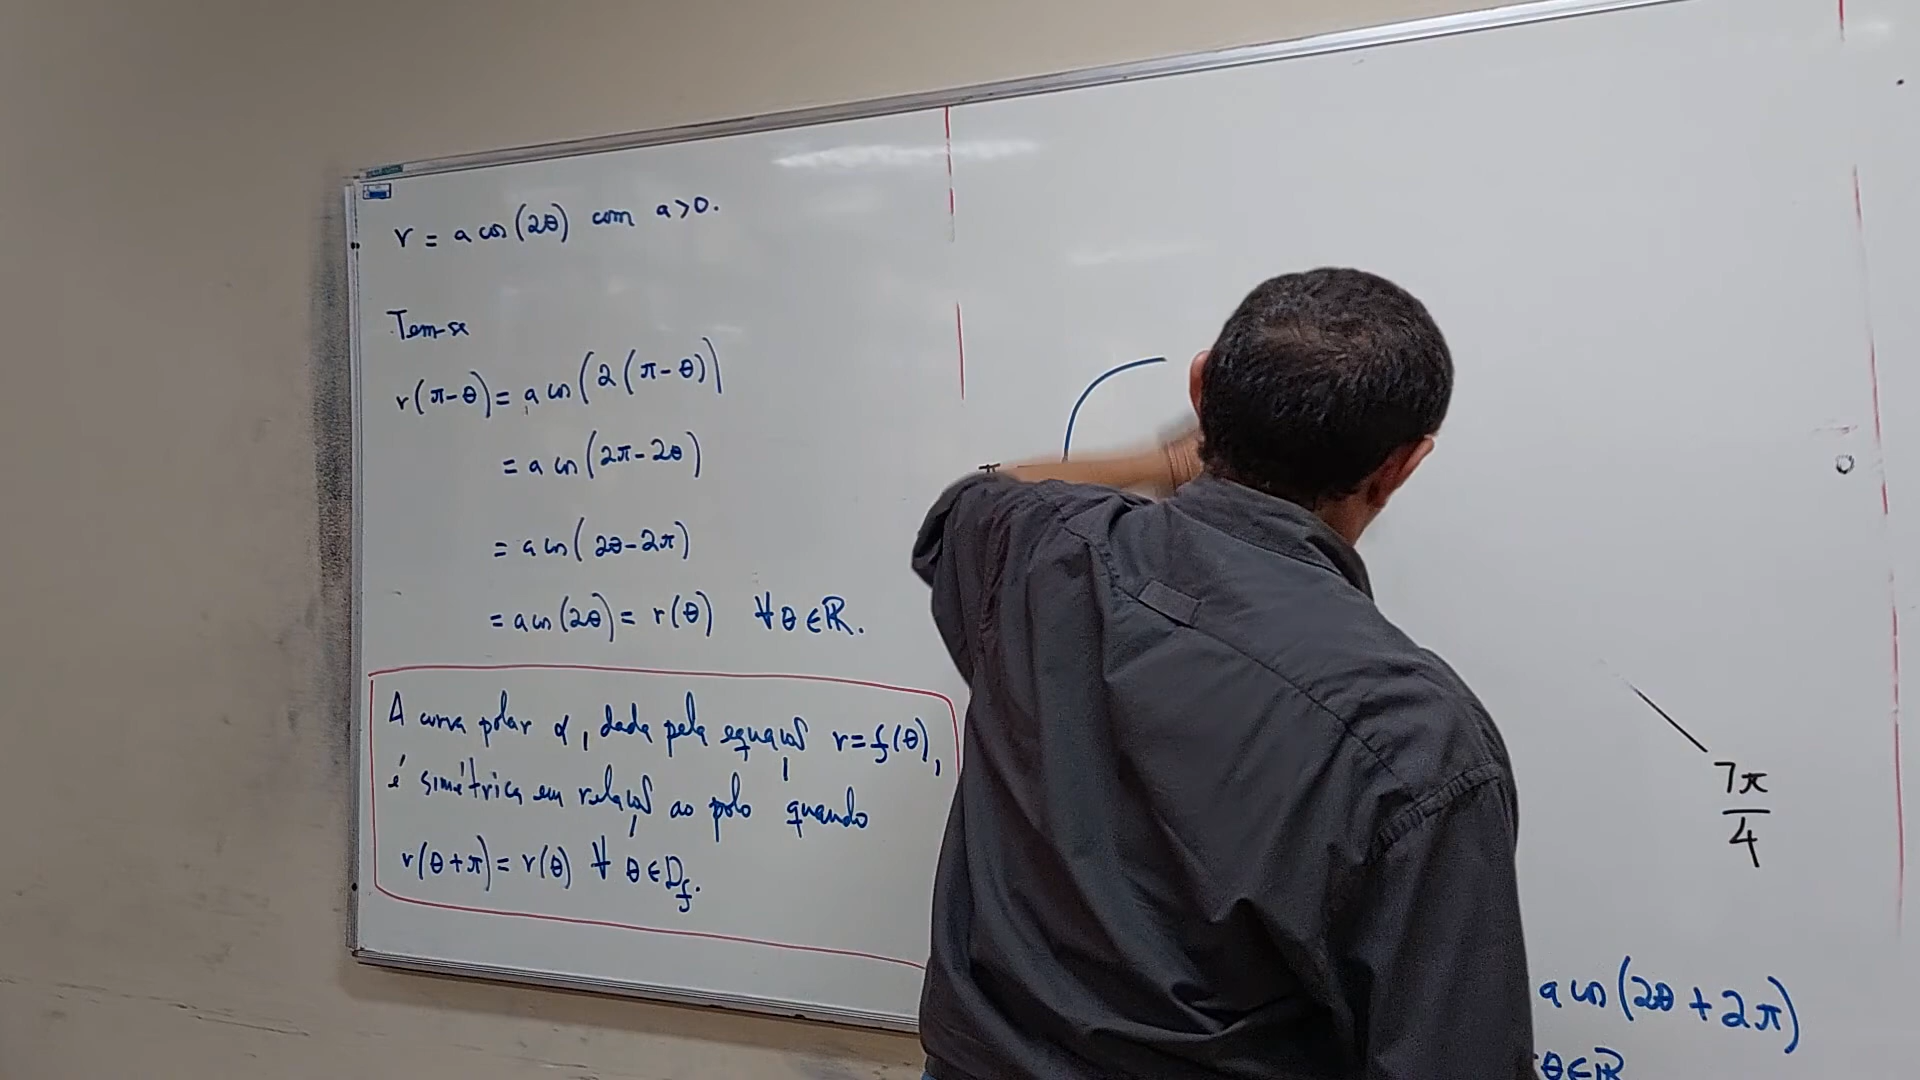 r = a cos(2θ) com a>0.
Tem-se
r(π-θ) = a cos(2(π-θ))
= a cos(2π-2θ)
= a cos(2θ-2π)
= a cos(2θ) = r(θ) ∀ θ∈ℝ.
A curva polar α, dada pela equação r=f(θ),
é simétrica em relação ao polo quando
r(θ+π) = r(θ) ∀ θ∈D_f.
π
0
7π
4
a cos(2θ + 2π)
θ∈ℝ